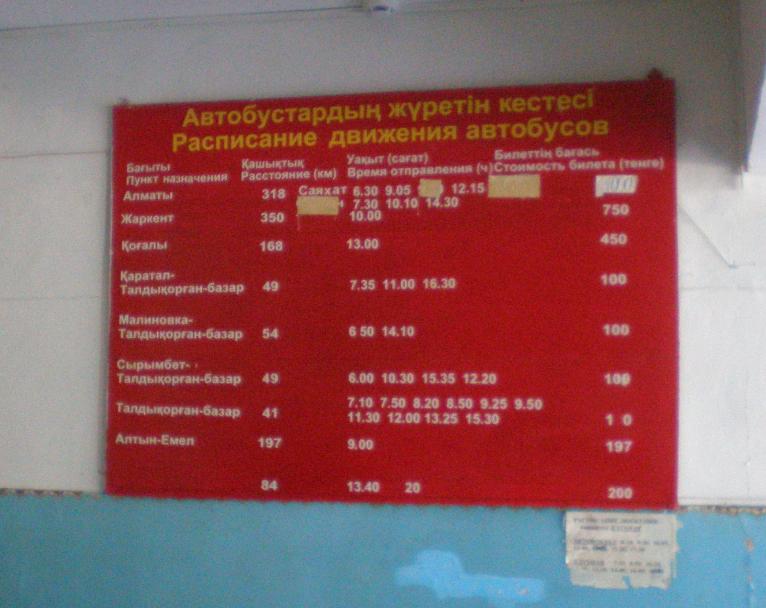 Автобустардың жүретін кестесі
Расписание движения автобусов
Бағыты Қашықтық Уақыт (сағат) Билеттің бағасы
Пункт назначения Расстояние (км) Время отправления (ч) Стоимость билета (тенге)
Алматы 318 Саяхат 6.30 9.05 12.15
7.30 10.10 14.30
Жаркент 350 10.00 750
Қоғалы 168 13.00 450
Қаратал-
Талдықорған-базар 49 7.35 11.00 16.30 100
Малиновка-
Талдықорған-базар 54 6 50 14.10 100
Сырымбет-
Талдықорған-базар 49 6.00 10.30 15.35 12.20 100
7.10 7.50 8.20 8.50 9.25 9.50
Талдықорған-базар 41 11.30 12.00 13.25 15.30 1 0
Алтын-Емел 197 9.00 197
84 13.40 20 200